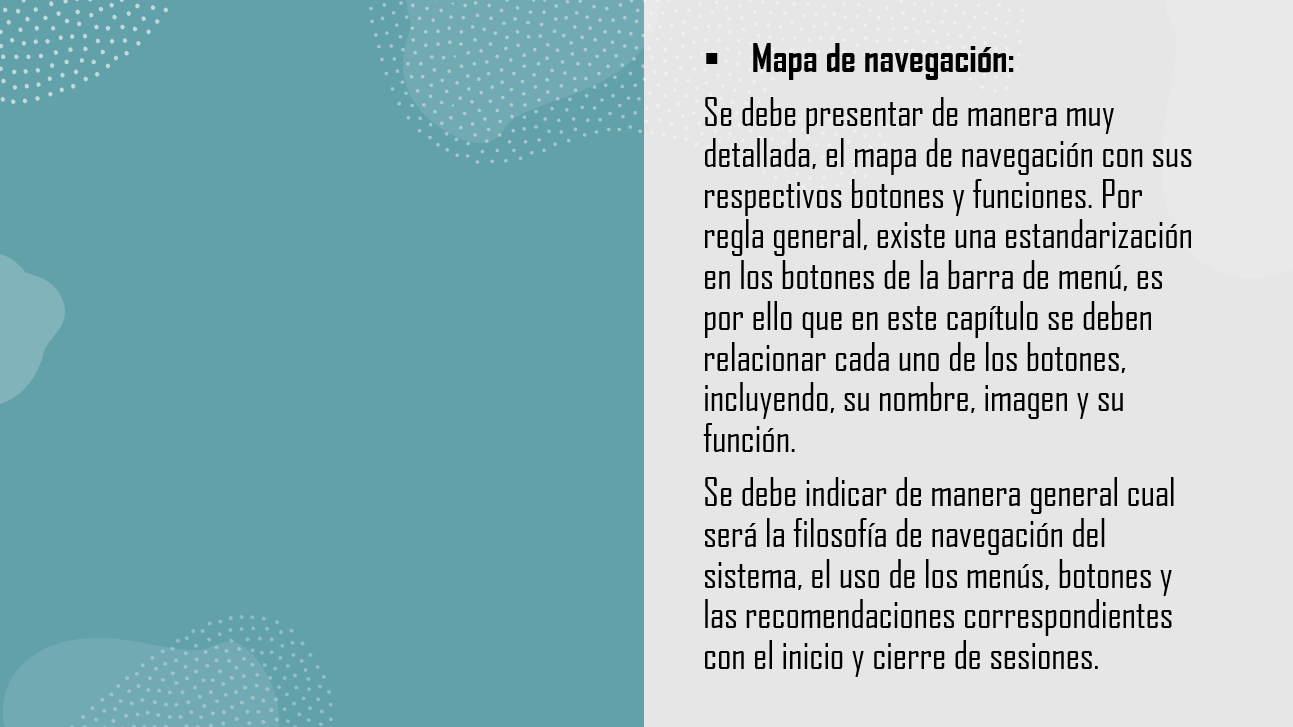 ▪ Mapa de navegación:
Se debe presentar de manera muy
detallada, el mapa de navegación con sus
respectivos botones y funciones. Por
regla general, existe una estandarización
en los botones de la barra de menú, es
por ello que en este capítulo se deben
relacionar cada uno de los botones,
incluyendo, su nombre, imagen y su
función.
Se debe indicar de manera general cual
será la filosofía de navegación del
sistema, el uso de los menús, botones y
las recomendaciones correspondientes
con el inicio y cierre de sesiones.